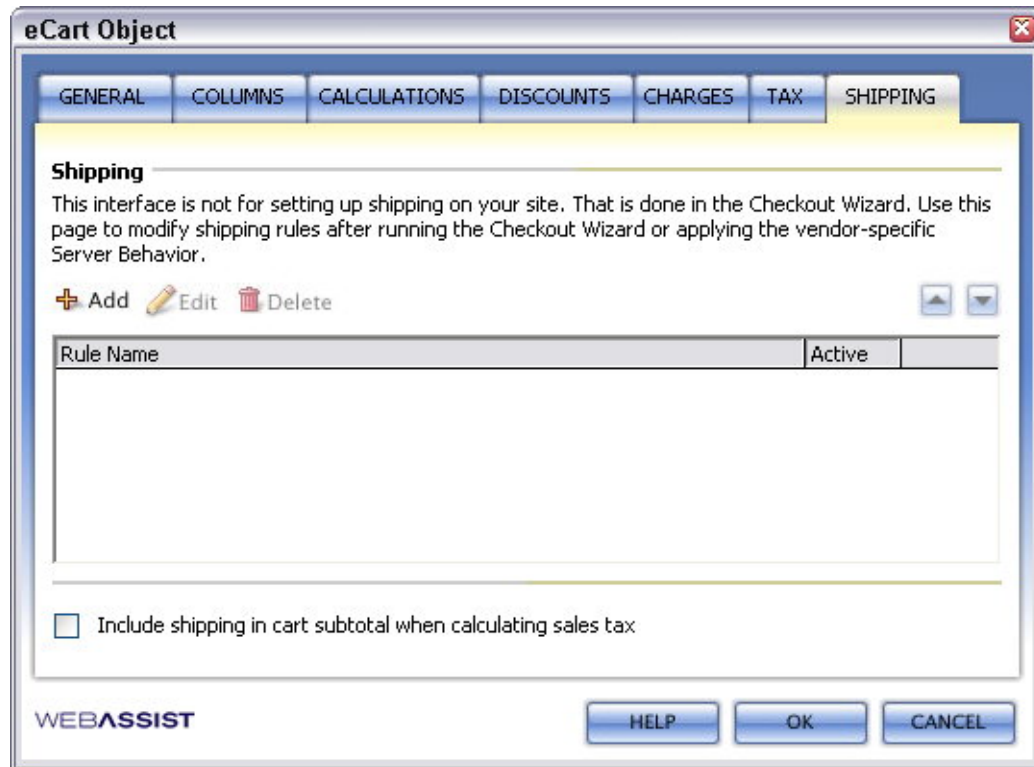 eCart Object
GENERAL COLUMNS CALCULATIONS DISCOUNTS CHARGES TAX SHIPPING
Shipping
This interface is not for setting up shipping on your site. That is done in the Checkout Wizard. Use this
page to modify shipping rules after running the Checkout Wizard or applying the vendor-specific
Server Behavior.
Add Edit Delete
Rule Name Active
Include shipping in cart subtotal when calculating sales tax
WEBASSIST HELP OK CANCEL